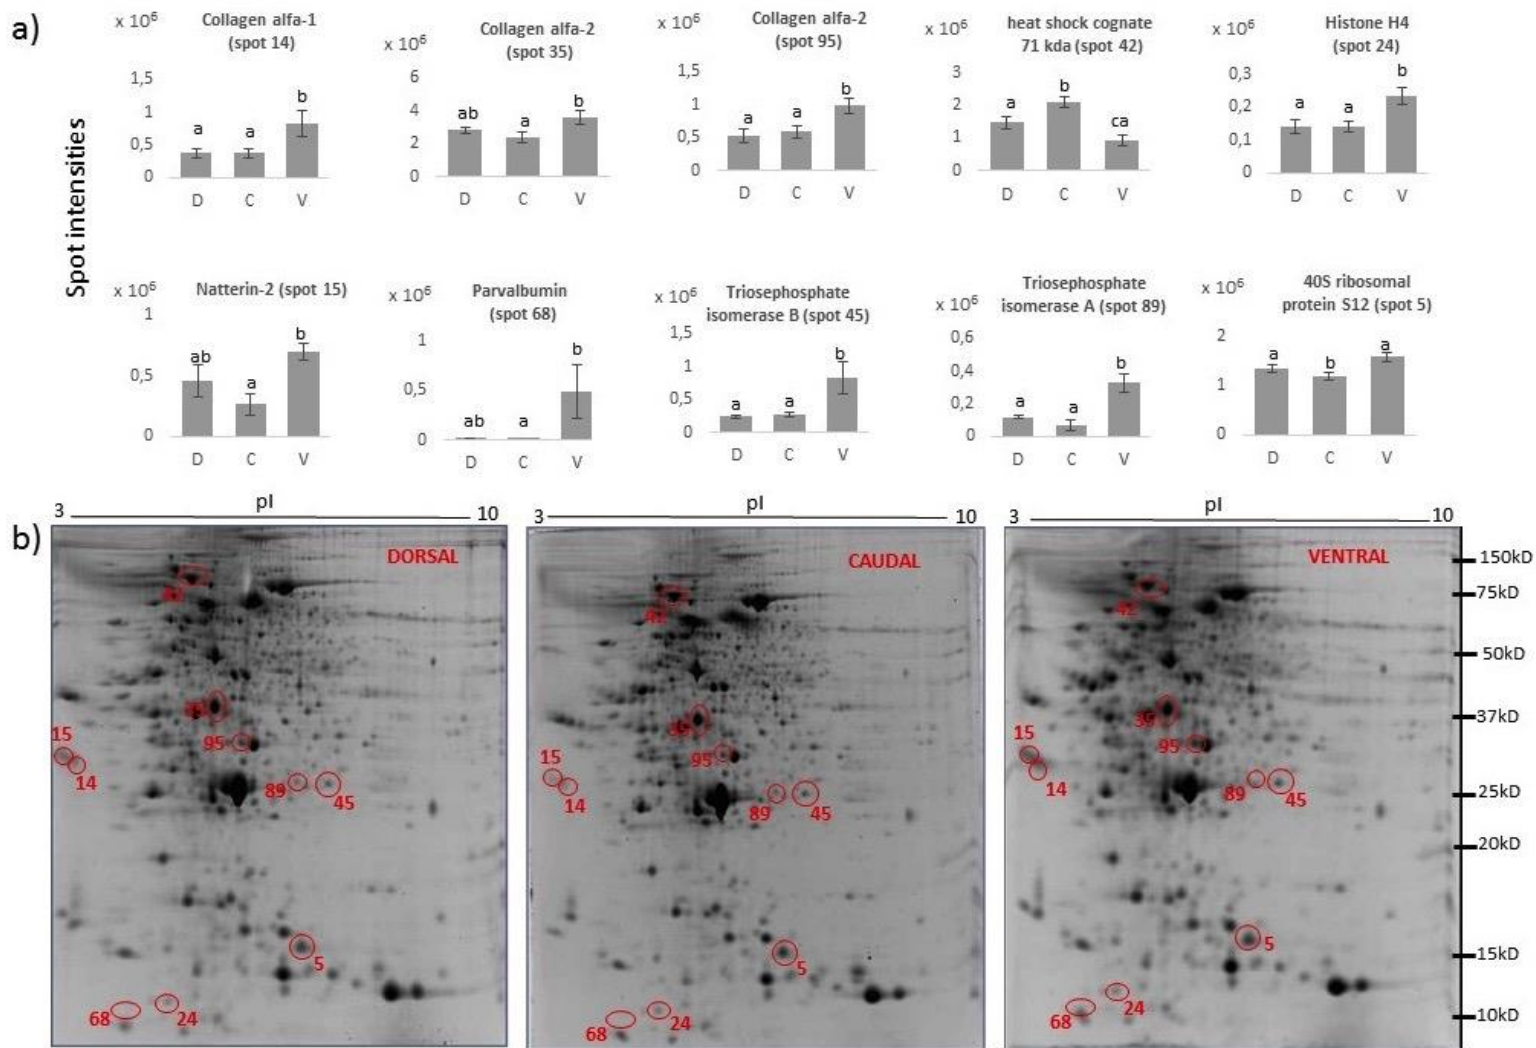 a)
Spot intensities
x 10⁶
Collagen alfa-1
(spot 14)
1,5
1
0,5
0
a
a
b
D
C
V
x 10⁶
Collagen alfa-2
(spot 35)
6
4
2
0
ab
a
b
D
C
V
x 10⁶
Collagen alfa-2
(spot 95)
1,5
1
0,5
0
a
a
b
D
C
V
x 10⁶
heat shock cognate
71 kda (spot 42)
3
2
1
0
a
b
ca
D
C
V
x 10⁶
Histone H4
(spot 24)
0,3
0,2
0,1
0
a
a
b
D
C
V
x 10⁶
Natterin-2 (spot 15)
1
0,5
0
ab
a
b
D
C
V
x 10⁶
Parvalbumin
(spot 68)
1
0,5
0
ab
a
b
D
C
V
x 10⁶
Triosephosphate
isomerase B (spot 45)
1,5
1
0,5
0
a
a
b
D
C
V
x 10⁶
Triosephosphate
isomerase A (spot 89)
0,6
0,4
0,2
0
a
a
b
D
C
V
x 10⁶
40S ribosomal
protein S12 (spot 5)
2
1
0
a
b
a
D
C
V
b)
3
pI
10
DORSAL
15
14
95
89
45
5
68
24
3
pI
10
CAUDAL
42
35
95
15
14
89
45
5
68
24
3
pI
10
VENTRAL
42
35
95
15
14
89
45
5
68
24
150kD
75kD
50kD
37kD
25kD
20kD
15kD
10kD